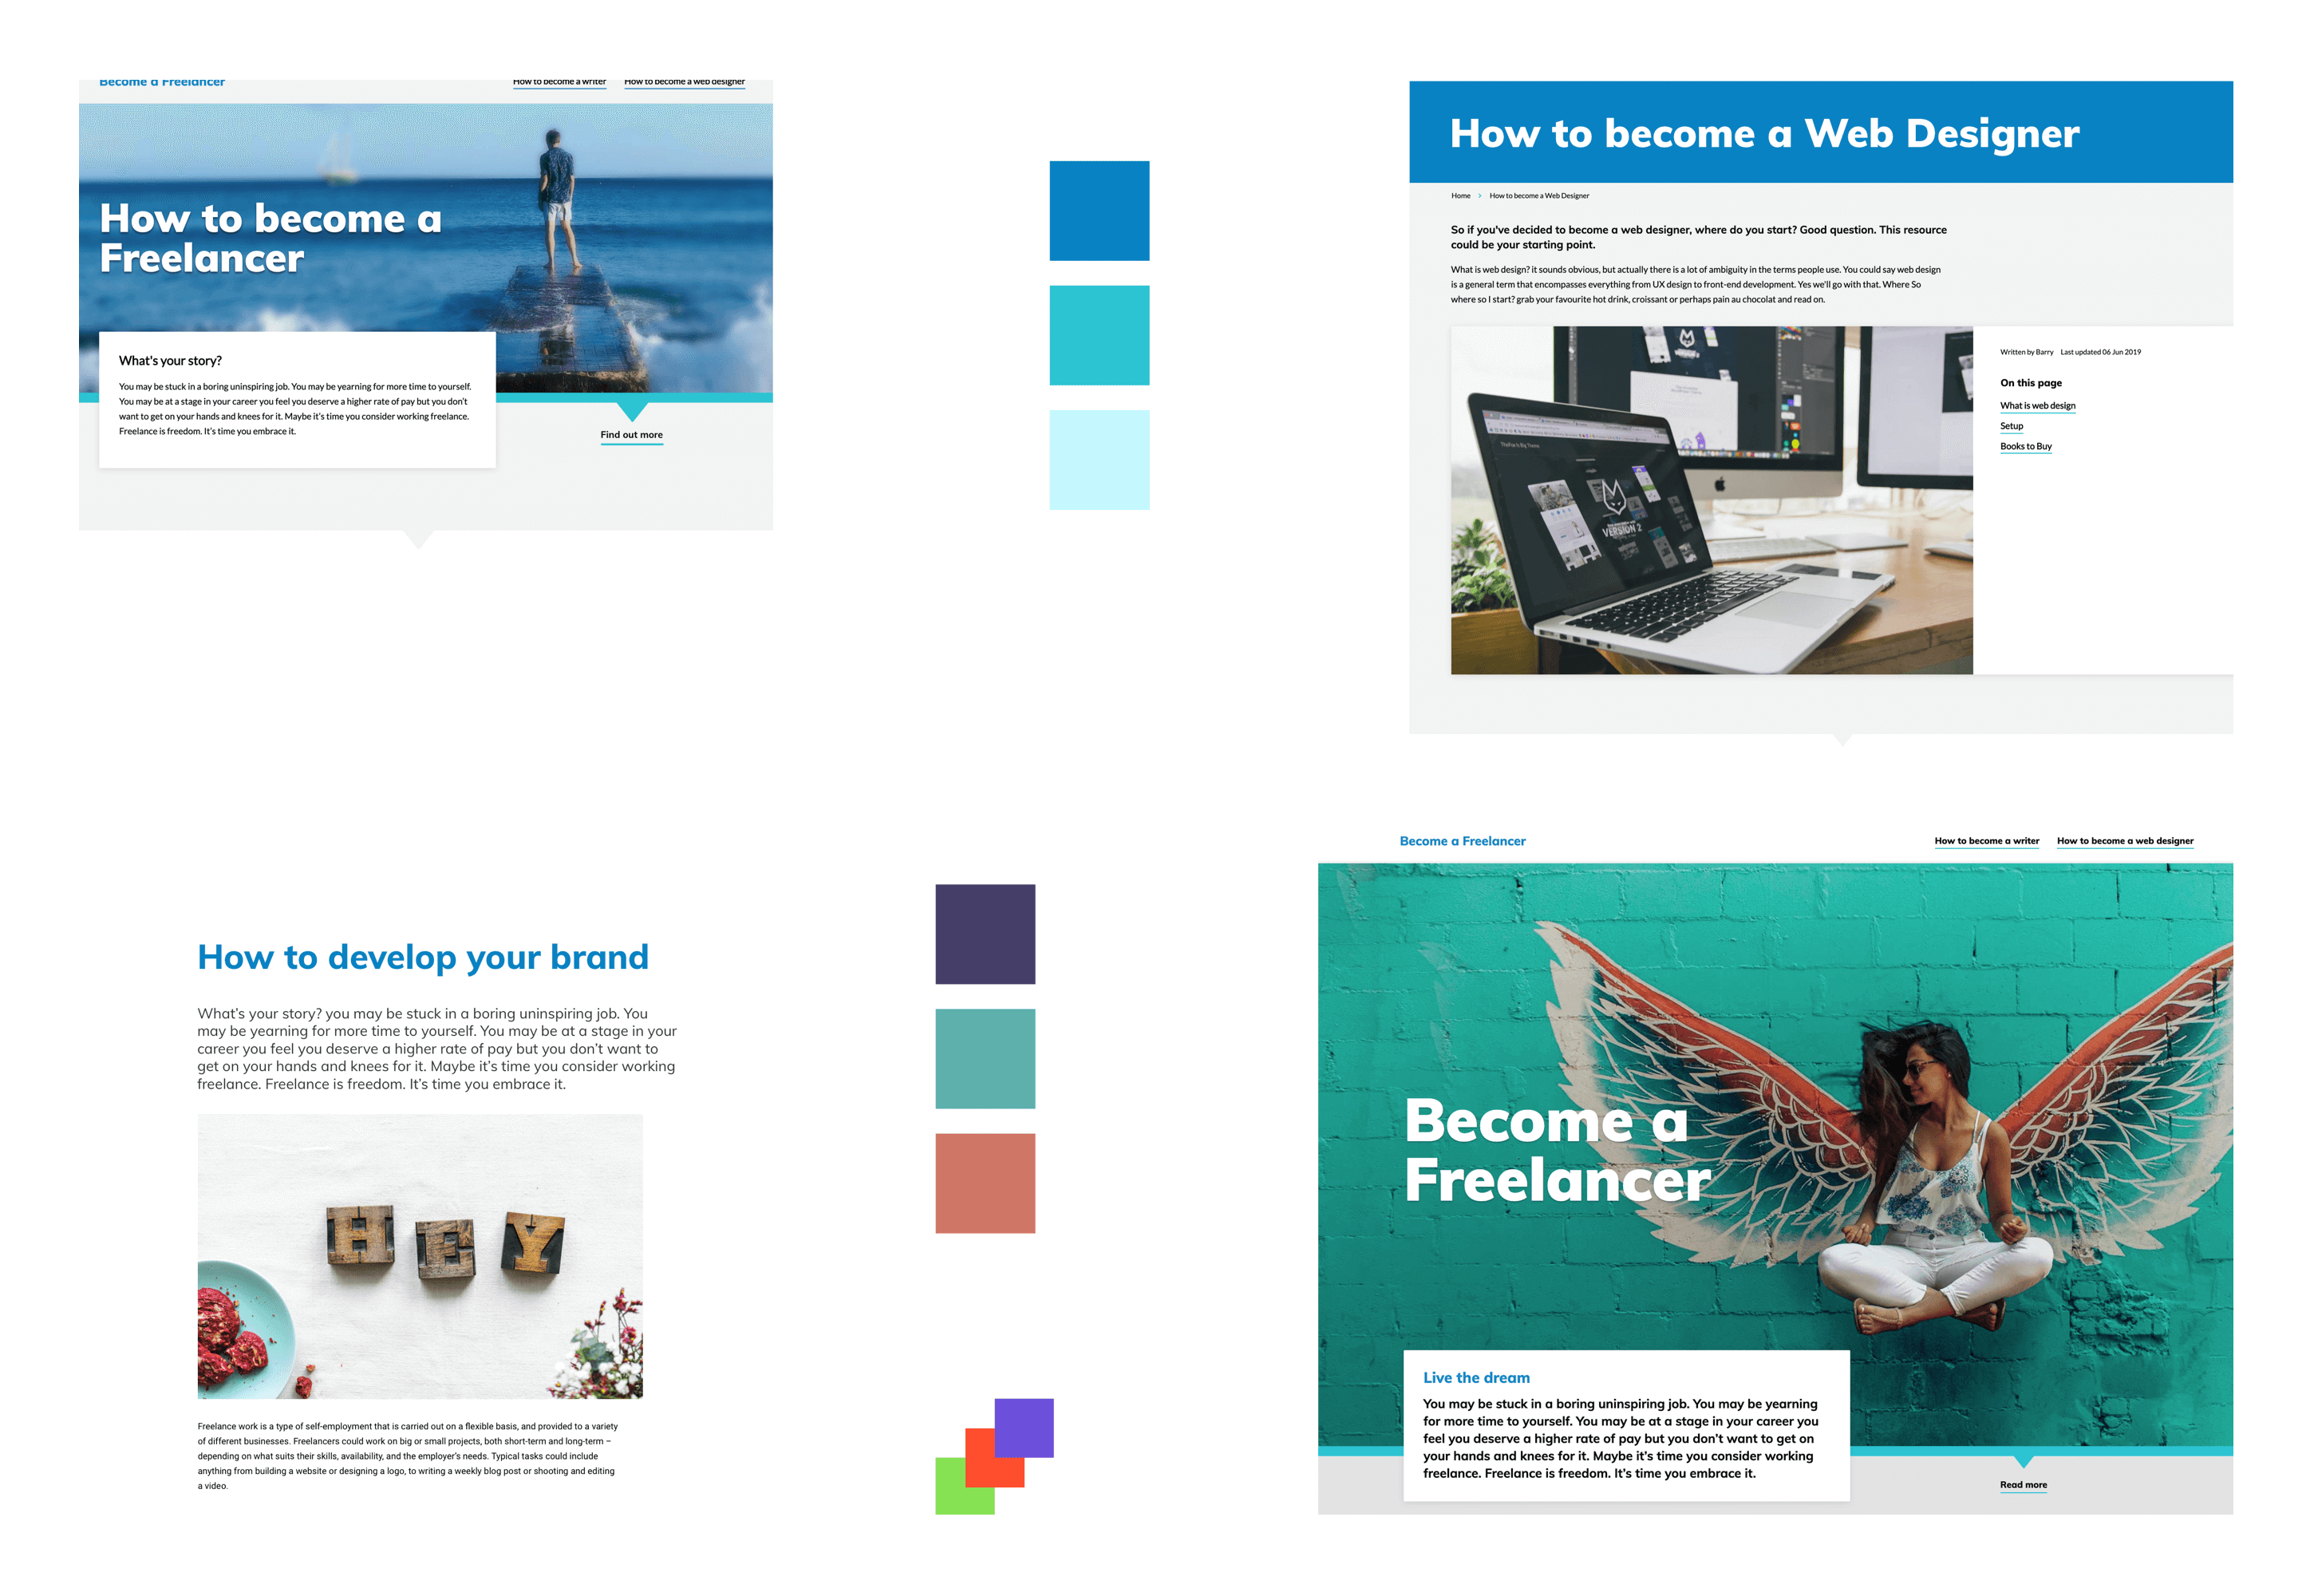 Become a Freelancer
How to become a writer
How to become a web designer
How to become a
Freelancer
What's your story?
You may be stuck in a boring uninspiring job. You may be yearning for more time to yourself.
You may be at a stage in your career you feel you deserve a higher rate of pay but you don't
want to get on your hands and knees for it. Maybe it's time you consider working freelance.
Freelance is freedom. It's time you embrace it.
Find out more
How to become a Web Designer
Home > How to become a Web Designer
So if you've decided to become a web designer, where do you start? Good question. This resource
could be your starting point.
What is web design? it sounds obvious, but actually there is a lot of ambiguity in the terms people use. You could say web design
is a general term that encompasses everything from UX design to front-end development. Yes we'll go with that. Where So
where so I start? grab your favourite hot drink, croissant or perhaps pain au chocolat and read on.
VERSION 2
Written by Barry Last updated 06 Jun 2019
On this page
What is web design
Setup
Books to Buy
How to develop your brand
What's your story? you may be stuck in a boring uninspiring job. You
may be yearning for more time to yourself. You may be at a stage in your
career you feel you deserve a higher rate of pay but you don't want to
get on your hands and knees for it. Maybe it's time you consider working
freelance. Freelance is freedom. It's time you embrace it.
HEY
Freelance work is a type of self-employment that is carried out on a flexible basis, and provided to a variety
of different businesses. Freelancers could work on big or small projects, both short-term and long-term –
depending on what suits their skills, availability, and the employer's needs. Typical tasks could include
anything from building a website or designing a logo, to writing a weekly blog post or shooting and editing
a video.
Become a Freelancer
How to become a writer
How to become a web designer
Become a
Freelancer
Live the dream
You may be stuck in a boring uninspiring job. You may be yearning
for more time to yourself. You may be at a stage in your career you
feel you deserve a higher rate of pay but you don't want to get on
your hands and knees for it. Maybe it's time you consider working
freelance. Freelance is freedom. It's time you embrace it.
Read more